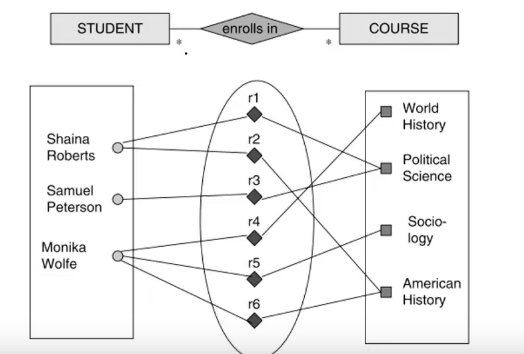 STUDENT enrolls in COURSE
* *
r1
World
History
Shaina
Roberts
r2
Political
Science
r3
Samuel
Peterson
r4
Socio-
logy
Monika
Wolfe
r5
American
History
r6